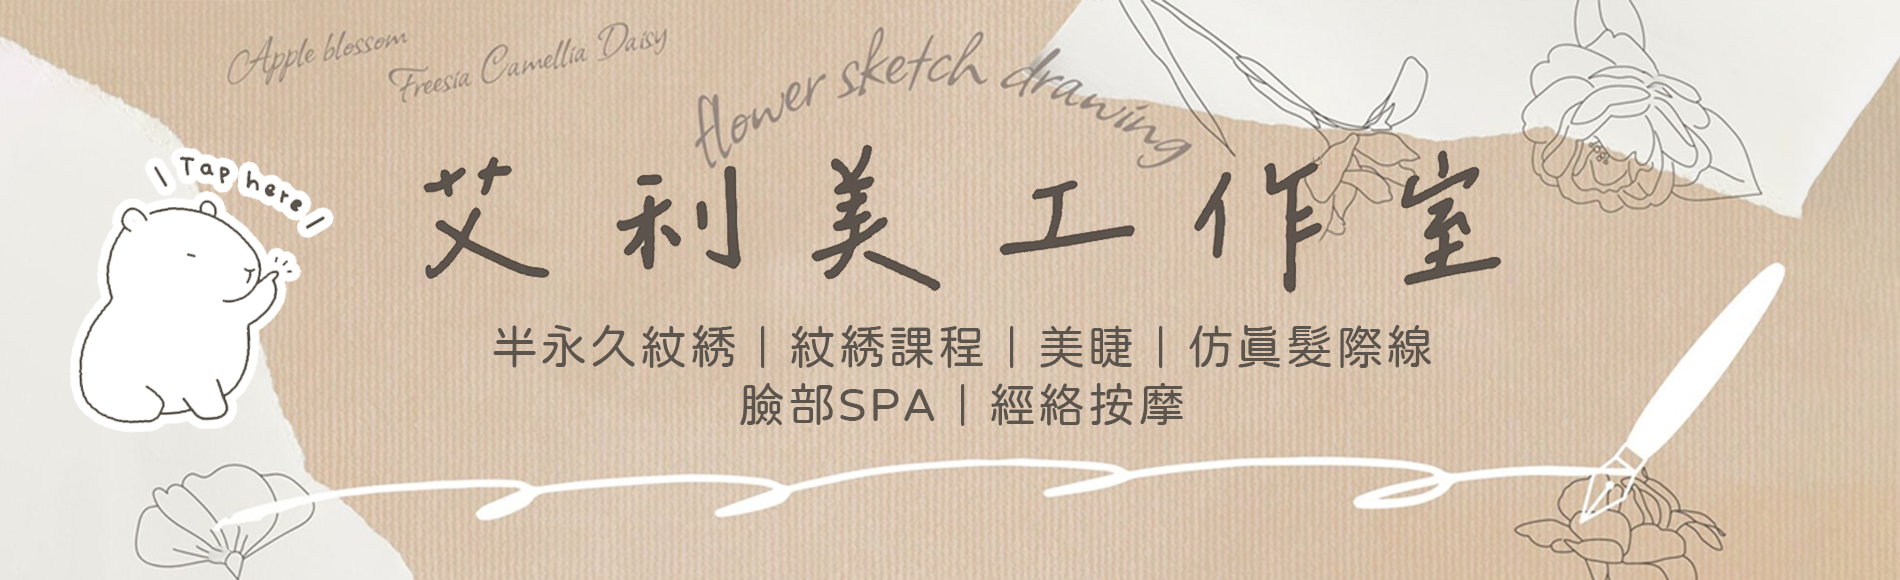 Apple blossom
Freesia Camellia Daisy
flower sketch drawing
\ Tap here /
艾利美工作室
半永久紋綉｜紋綉課程｜美睫｜仿眞髮際線
臉部SPA｜經絡按摩